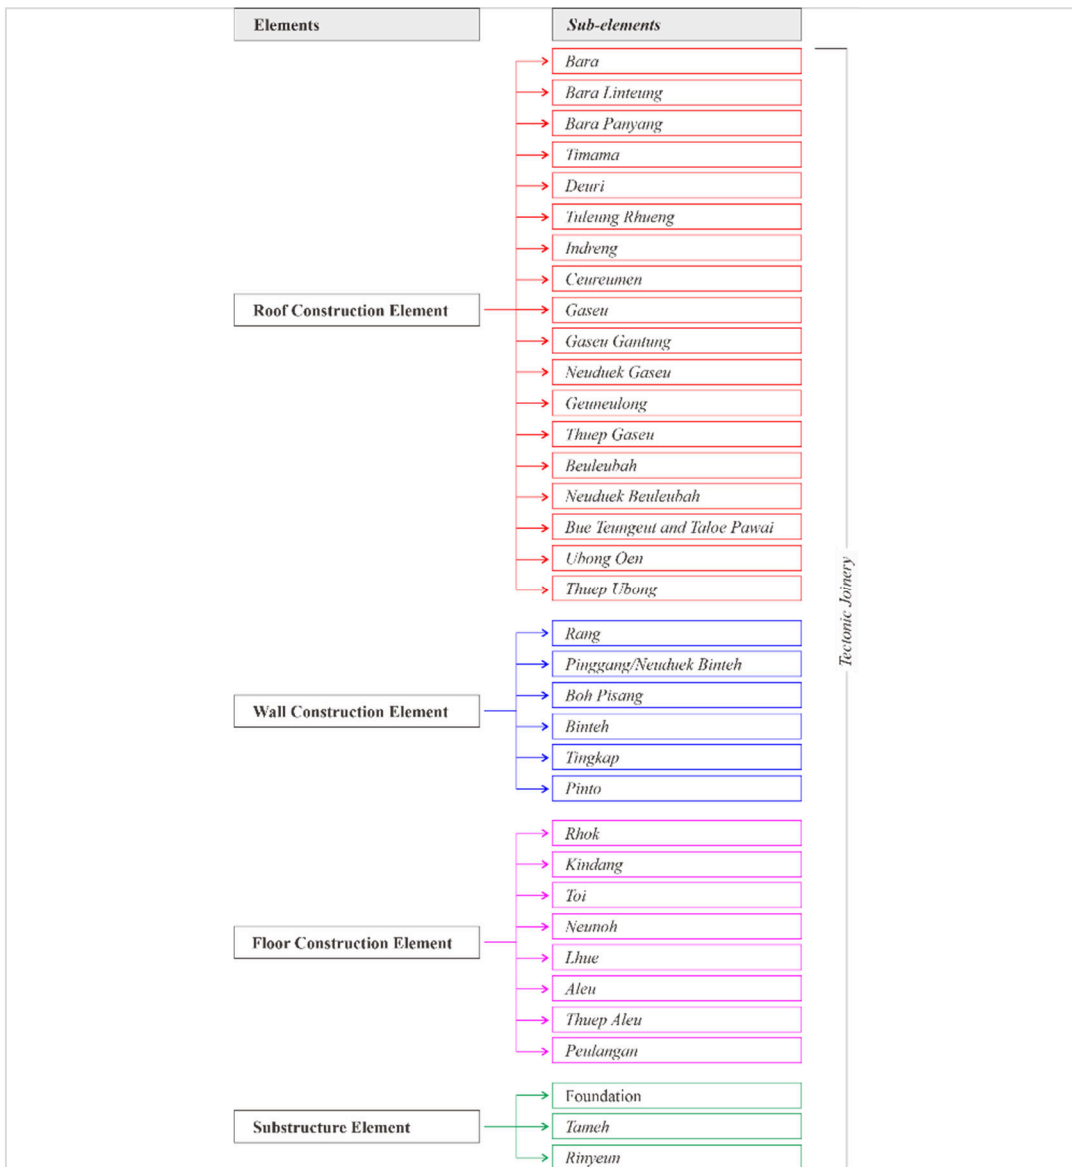 Elements
Sub-elements
Bara
Bara Linteung
Bara Panyang
Timama
Deuri
Tuleung Rhueng
Indreng
Ceureumen
Roof Construction Element
Gaseu
Gaseu Gantung
Neuduek Gaseu
Geuneulong
Thuep Gaseu
Beuleubah
Neuduek Beuleubah
Bue Teungeut and Taloe Pawai
Ubong Oen
Thuep Ubong
Tectonic Joinery
Rang
Pinggang/Neuduek Binteh
Boh Pisang
Wall Construction Element
Binteh
Tingkap
Pinto
Rhok
Kindang
Toi
Neunoh
Floor Construction Element
Lhue
Aleu
Thuep Aleu
Peulangan
Foundation
Substructure Element
Tameh
Rinyeun